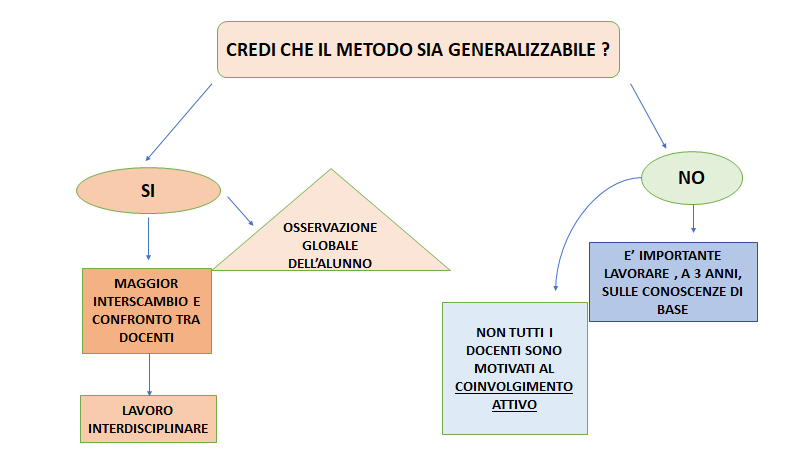 CREDI CHE IL METODO SIA GENERALIZZABILE ?
SI
NO
OSSERVAZIONE
GLOBALE
DELL'ALUNNO
MAGGIOR
INTERSCAMBIO E
CONFRONTO TRA
DOCENTI
LAVORO
INTERDISCIPLINARE
E' IMPORTANTE
LAVORARE , A 3 ANNI,
SULLE CONOSCENZE DI
BASE
NON TUTTI I
DOCENTI SONO
MOTIVATI AL
COINVOLGIMENTO
ATTIVO